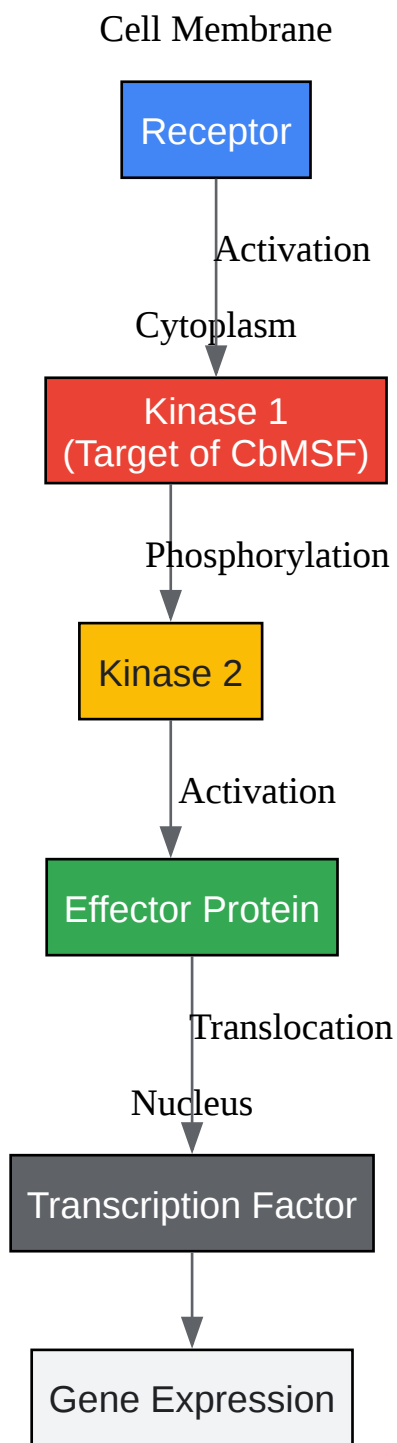 Cell Membrane
Receptor
Activation
Cytoplasm
Kinase 1
(Target of CbMSF)
Phosphorylation
Kinase 2
Activation
Effector Protein
Translocation
Nucleus
Transcription Factor
Gene Expression